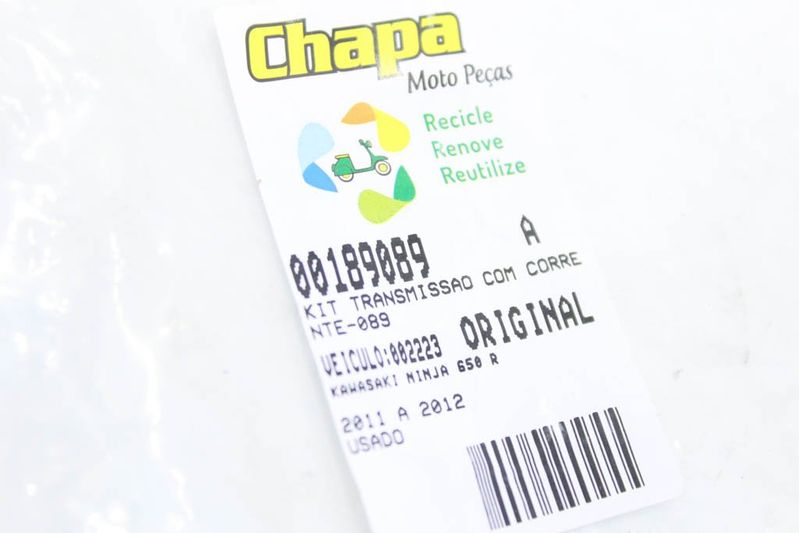 Chapa
Moto Peças
Recicle
Renove
Reutilize
00189089 A
KIT TRANSMISSAO COM CORRE
NTE-089
VEICULO:002223 ORIGINAL
KAWASAKI NINJA 650 R
2011 A 2012
USADO